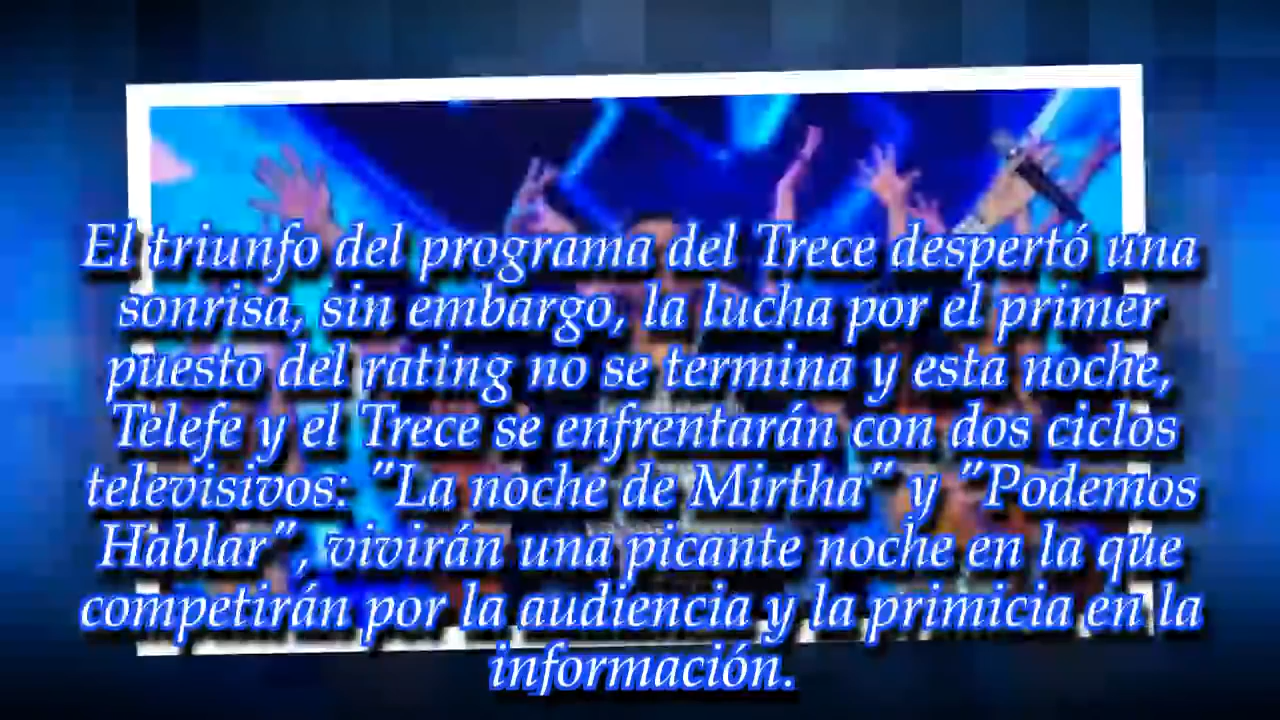 El triunfo del programa del Trece despertó una
sonrisa, sin embargo, la lucha por el primer
puesto del rating no se termina y esta noche,
Telefe y el Trece se enfrentarán con dos ciclos
televisivos: "La noche de Mirtha" y "Podemos
Hablar", vivirán una picante noche en la que
competirán por la audiencia y la primicia en la
información.